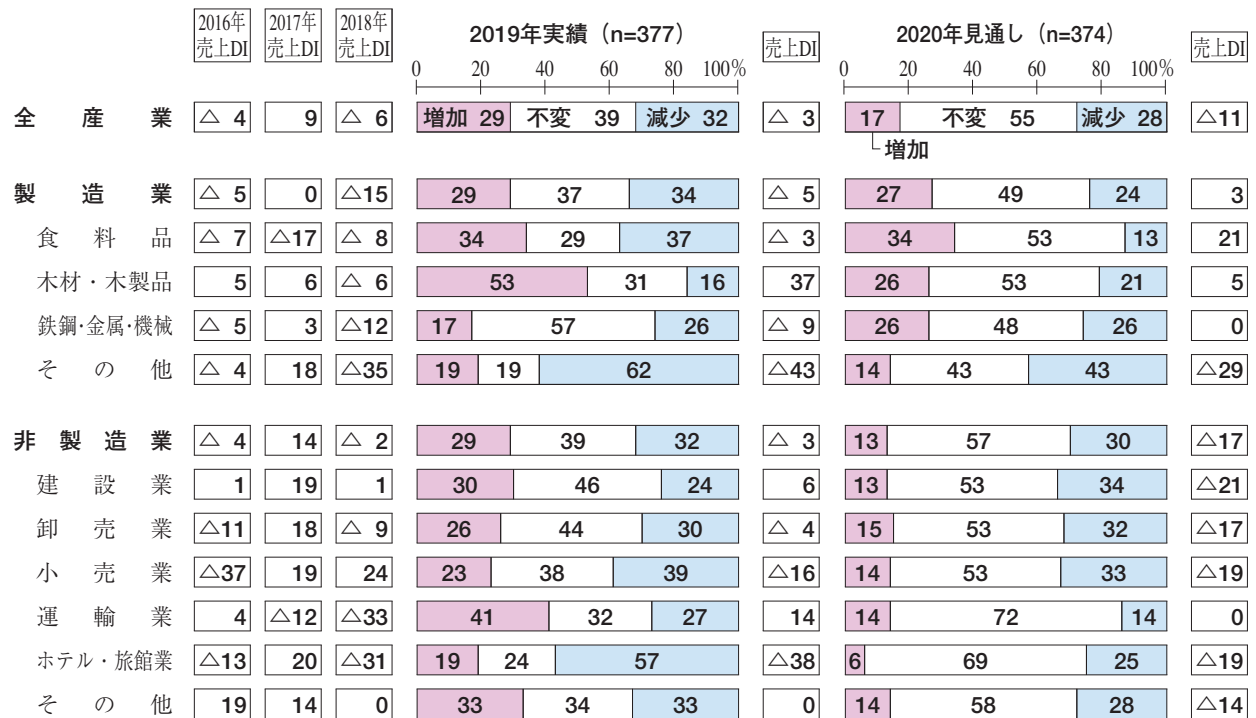 2016年 2017年 2018年
売上DI 売上DI 売上DI 2019年実績（n=377） 売上DI 2020年見通し（n=374） 売上DI
0 20 40 60 80 100% 0 20 40 60 80 100%
全産業 △ 4 9 △ 6 増加 29 不変 39 減少 32 △ 3 17 不変 55 減少 28 △11
増加
製造業 △ 5 0 △15 29 37 34 △ 5 27 49 24 3
食料品 △ 7 △17 △ 8 34 29 37 △ 3 34 53 13 21
木材・木製品 5 6 △ 6 53 31 16 37 26 53 21 5
鉄鋼・金属・機械 △ 5 3 △12 17 57 26 △ 9 26 48 26 0
その他 △ 4 18 △35 19 19 62 △43 14 43 43 △29
非製造業 △ 4 14 △ 2 29 39 32 △ 3 13 57 30 △17
建設業 1 19 1 30 46 24 6 13 53 34 △21
卸売業 △11 18 △ 9 26 44 30 △ 4 15 53 32 △17
小売業 △37 19 24 23 38 39 △16 14 53 33 △19
運輸業 4 △12 △33 41 32 27 14 14 72 14 0
ホテル・旅館業 △13 20 △31 19 24 57 △38 6 69 25 △19
その他 19 14 0 33 34 33 0 14 58 28 △14